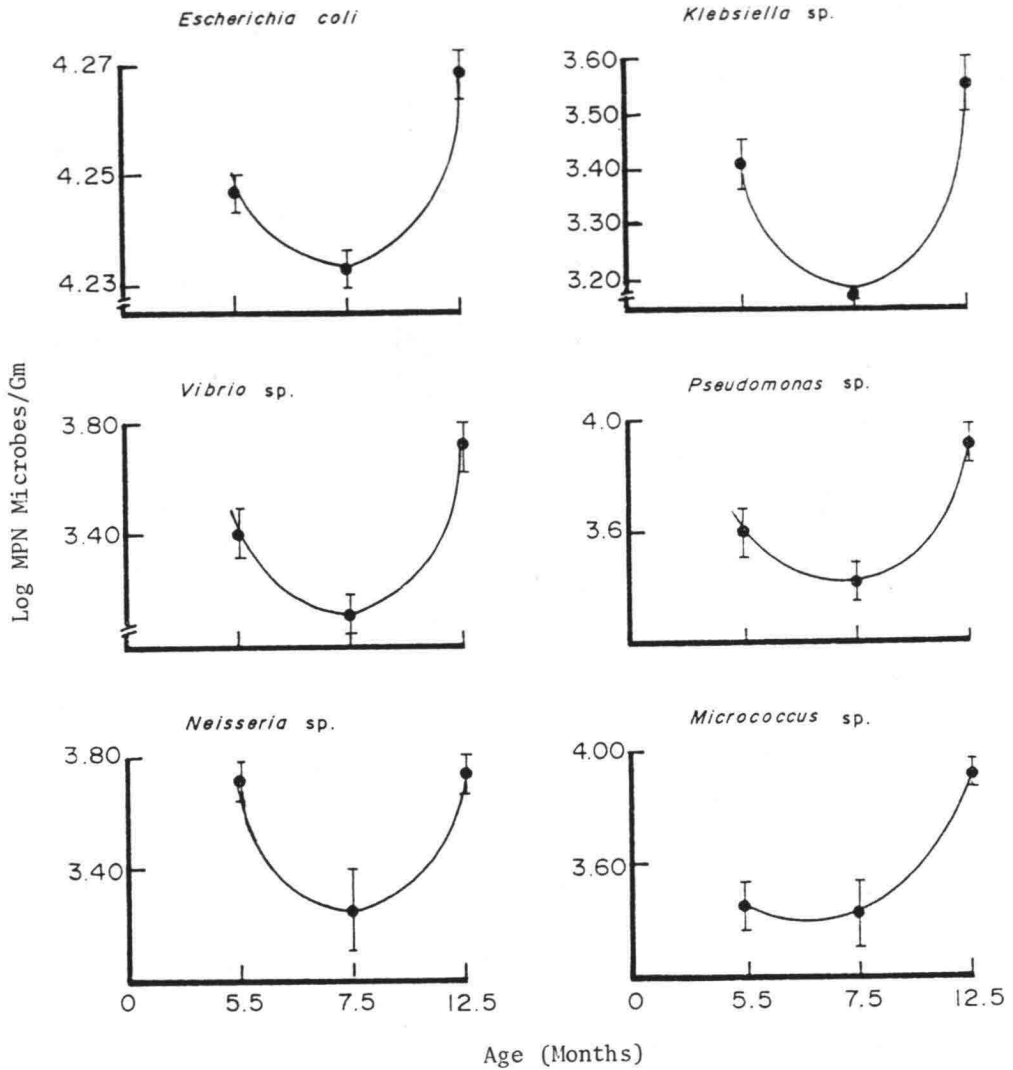 Escherichia coli
4.27
4.25
4.23
Klebsiella sp.
3.60
3.50
3.40
3.30
3.20
Log MPN Microbes/Gm
Vibrio sp.
3.80
3.40
Pseudomonas sp.
4.0
3.6
Neisseria sp.
3.80
3.40
0 5.5 7.5 12.5
Micrococcus sp.
4.00
3.60
0 5.5 7.5 12.5
Age (Months)